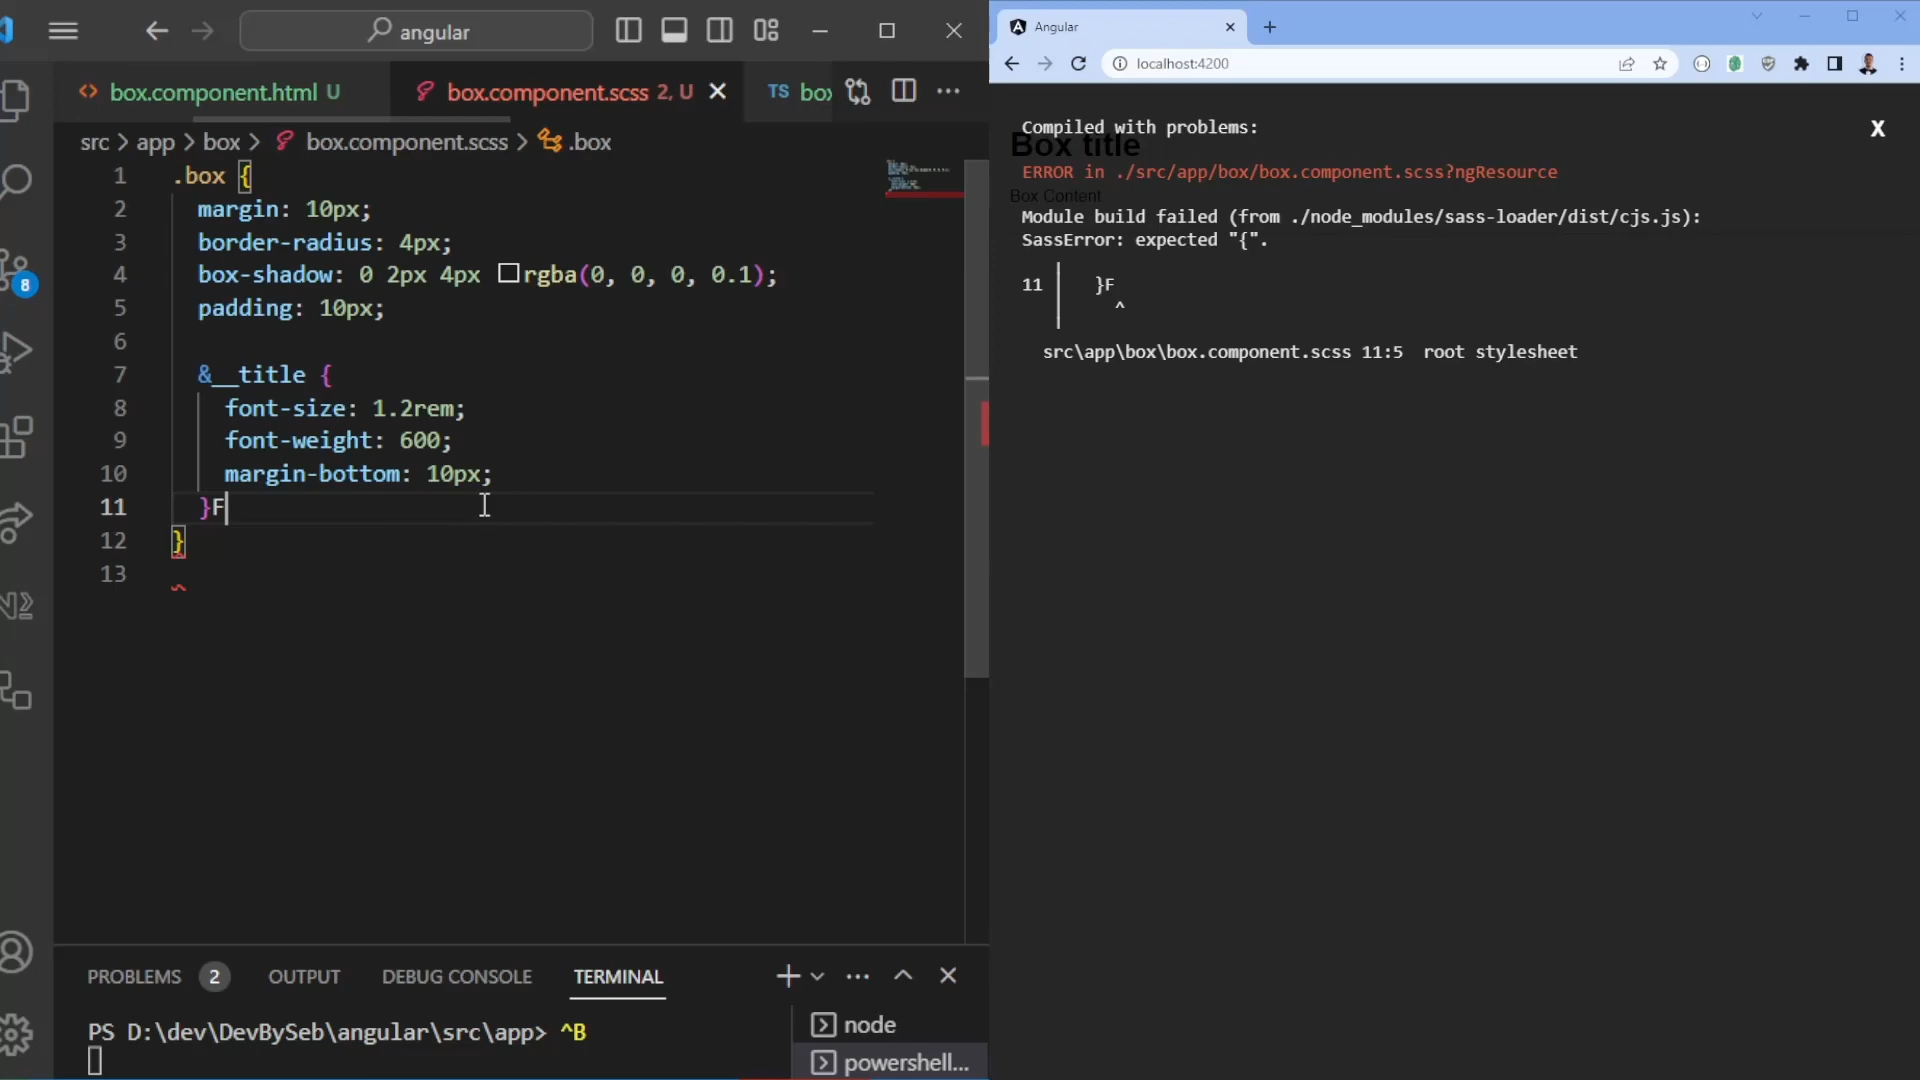 angular
box.component.html U
box.component.scss 2, U
TS box
src > app > box > box.component.scss > .box
1 .box {
2 margin: 10px;
3 border-radius: 4px;
4 box-shadow: 0 2px 4px rgba(0, 0, 0, 0.1);
5 padding: 10px;
6
7 &__title {
8 font-size: 1.2rem;
9 font-weight: 600;
10 margin-bottom: 10px;
11 }F
12 }
13
8
PROBLEMS 2 OUTPUT DEBUG CONSOLE TERMINAL
PS D:\dev\DevBySeb\angular\src\app> ^B
node
powershell...
Angular
localhost:4200
Compiled with problems:
X
Box title
ERROR in ./src/app/box/box.component.scss?ngResource
Box Content
Module build failed (from ./node_modules/sass-loader/dist/cjs.js):
SassError: expected "{".
11 | }F
^
src\app\box\box.component.scss 11:5 root stylesheet